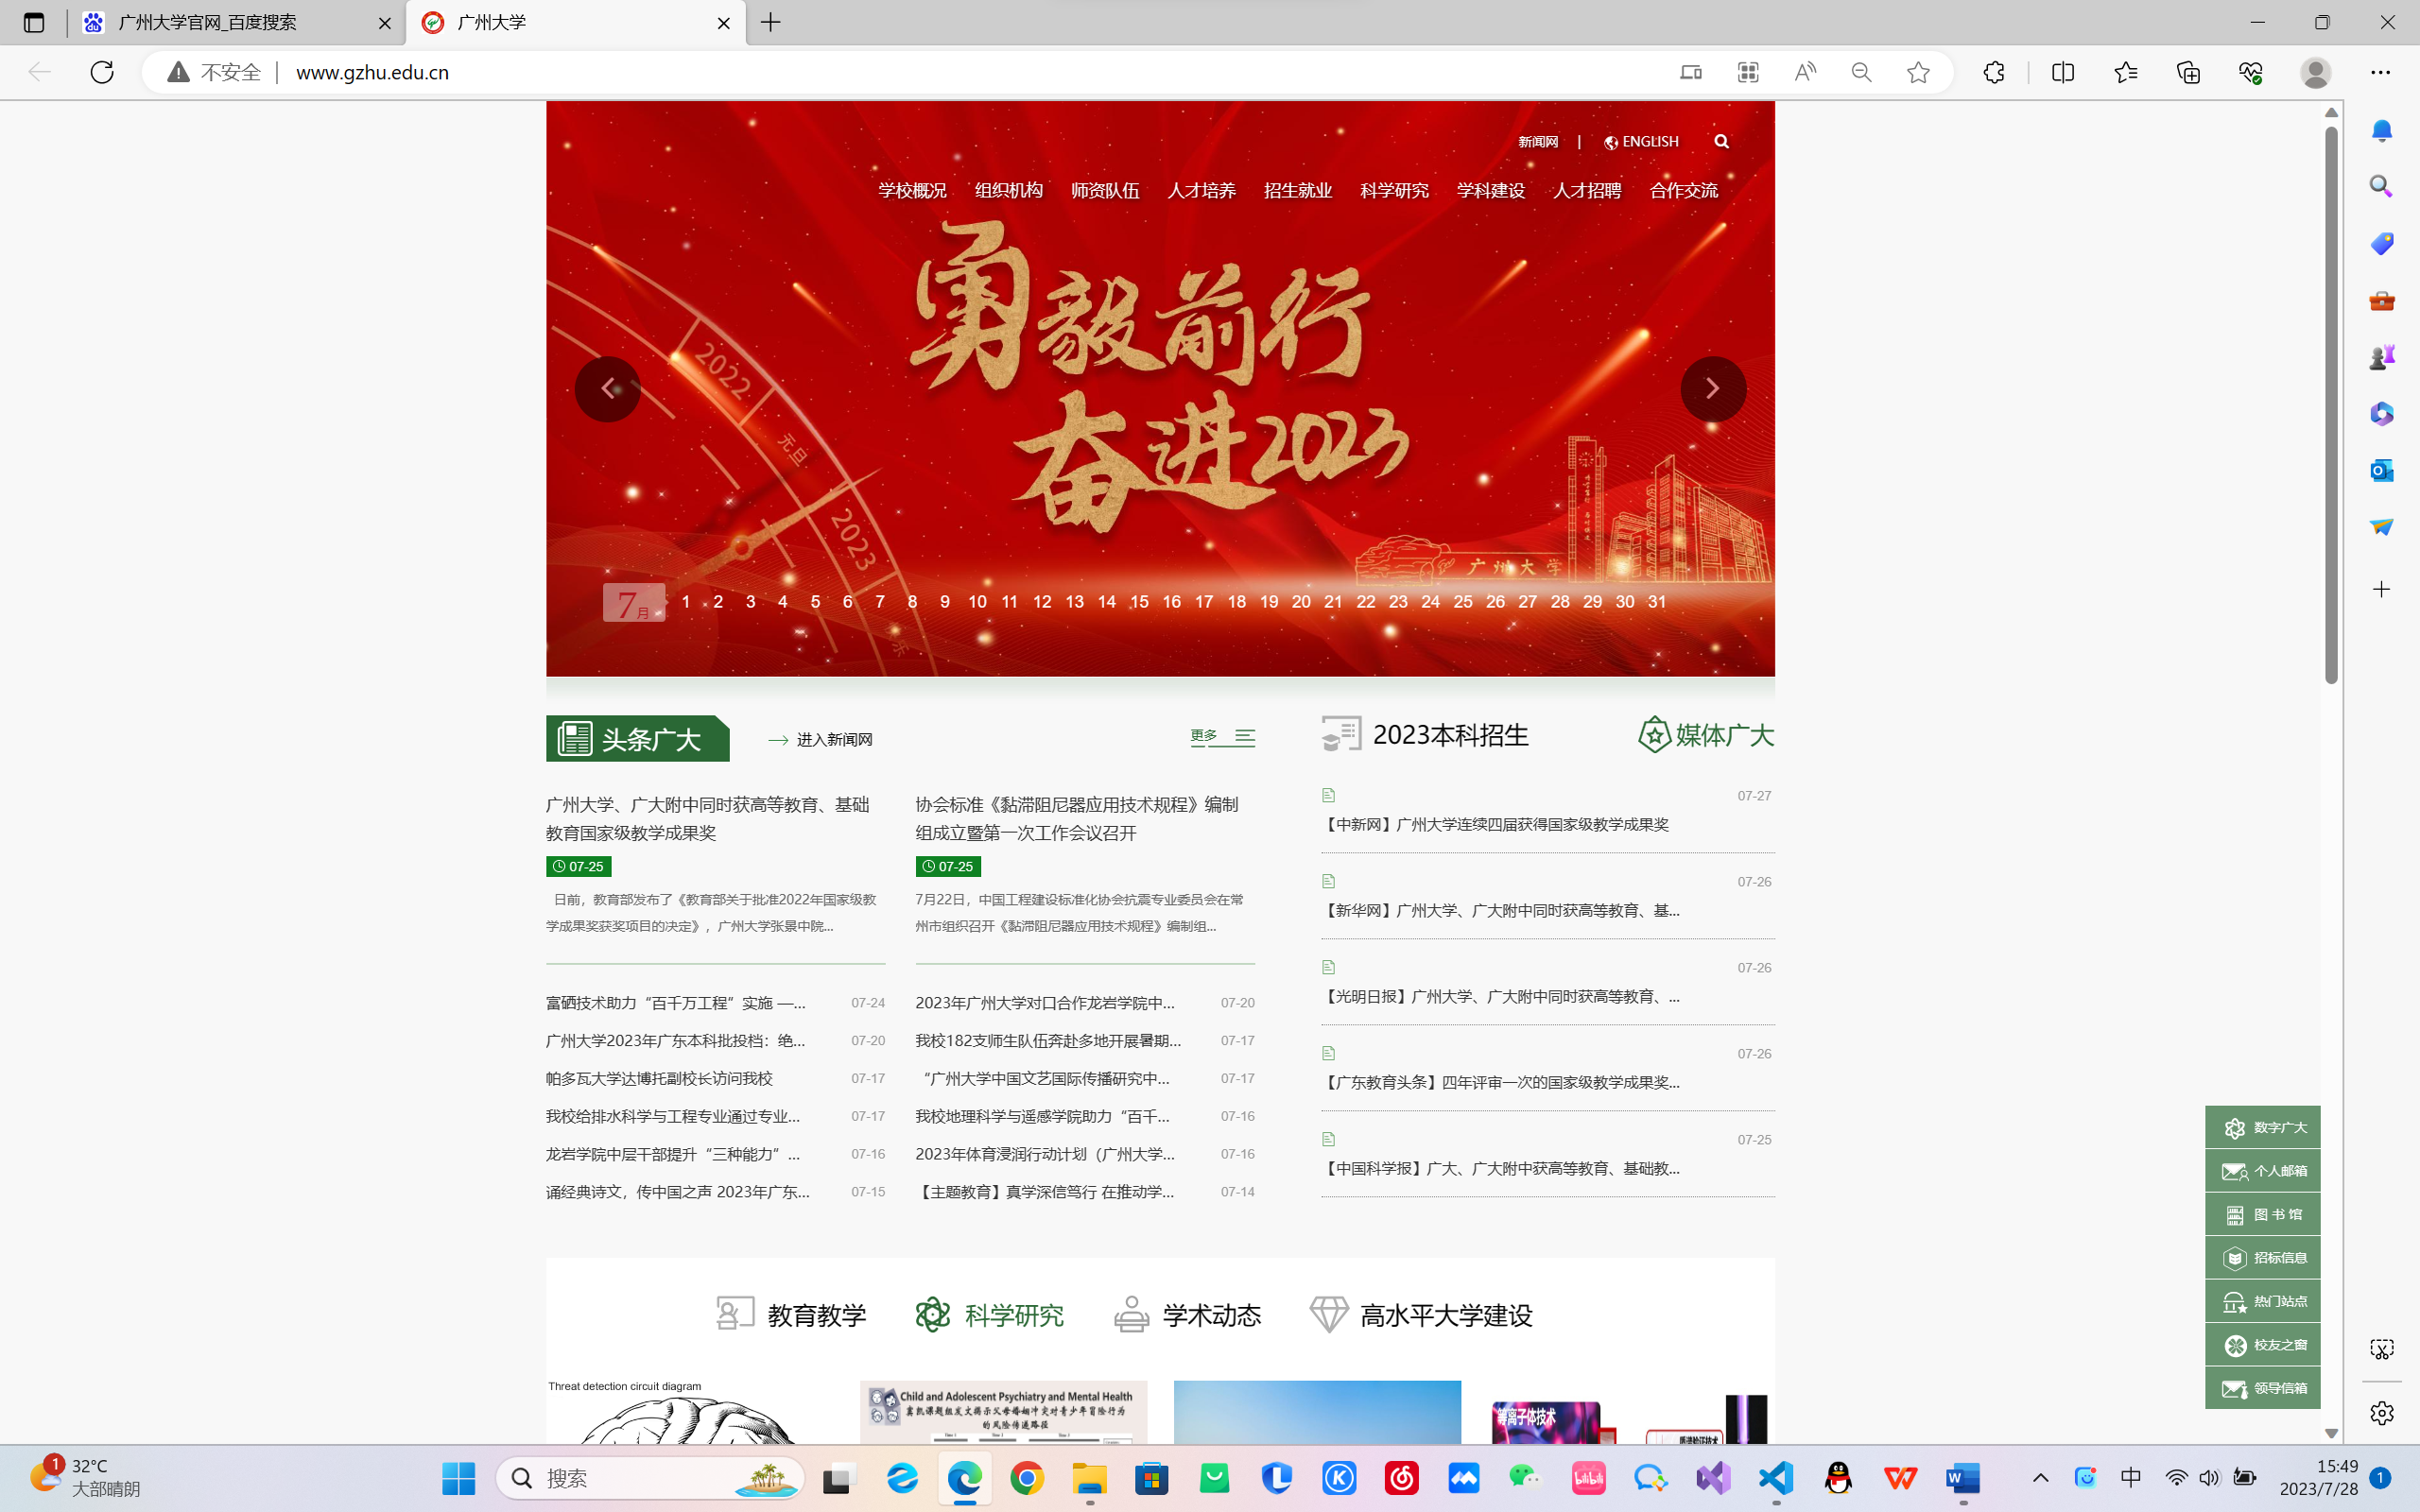 广州大学官网_百度搜索
广州大学
不安全
www.gzhu.edu.cn
新闻网 | ENGLISH
学校概况 组织机构 师资队伍 人才培养 招生就业 科学研究 学科建设 人才招聘 合作交流
勇毅前行
奋进2023
2022
元旦
2023
广州大学
7月 1 2 3 4 5 6 7 8 9 10 11 12 13 14 15 16 17 18 19 20 21 22 23 24 25 26 27 28 29 30 31
头条广大
进入新闻网
更多
广州大学、广大附中同时获高等教育、基础
教育国家级教学成果奖
07-25
日前，教育部发布了《教育部关于批准2022年国家级教
学成果奖获奖项目的决定》，广州大学张景中院...
协会标准《黏滞阻尼器应用技术规程》编制
组成立暨第一次工作会议召开
07-25
7月22日，中国工程建设标准化协会抗震专业委员会在常
州市组织召开《黏滞阻尼器应用技术规程》编制组...
富硒技术助力“百千万工程”实施 —... 07-24
广州大学2023年广东本科批投档：绝... 07-20
帕多瓦大学达博托副校长访问我校 07-17
我校给排水科学与工程专业通过专业... 07-17
龙岩学院中层干部提升“三种能力”... 07-16
诵经典诗文，传中国之声 2023年广东... 07-15
2023年广州大学对口合作龙岩学院中... 07-20
我校182支师生队伍奔赴多地开展暑期... 07-17
“广州大学中国文艺国际传播研究中... 07-17
我校地理科学与遥感学院助力“百千... 07-16
2023年体育浸润行动计划（广州大学... 07-16
【主题教育】真学深信笃行 在推动学... 07-14
2023本科招生
媒体广大
07-27
【中新网】广州大学连续四届获得国家级教学成果奖
07-26
【新华网】广州大学、广大附中同时获高等教育、基...
07-26
【光明日报】广州大学、广大附中同时获高等教育、...
07-26
【广东教育头条】四年评审一次的国家级教学成果奖...
07-25
【中国科学报】广大、广大附中获高等教育、基础教...
数字广大
个人邮箱
图书馆
招标信息
热门站点
校友之窗
领导信箱
教育教学
科学研究
学术动态
高水平大学建设
Threat detection circuit diagram
Child and Adolescent Psychiatry and Mental Health
的风险传递路径
等离子体技术
1
32°C
大部晴朗
搜索
中
15:49
2023/7/28
1